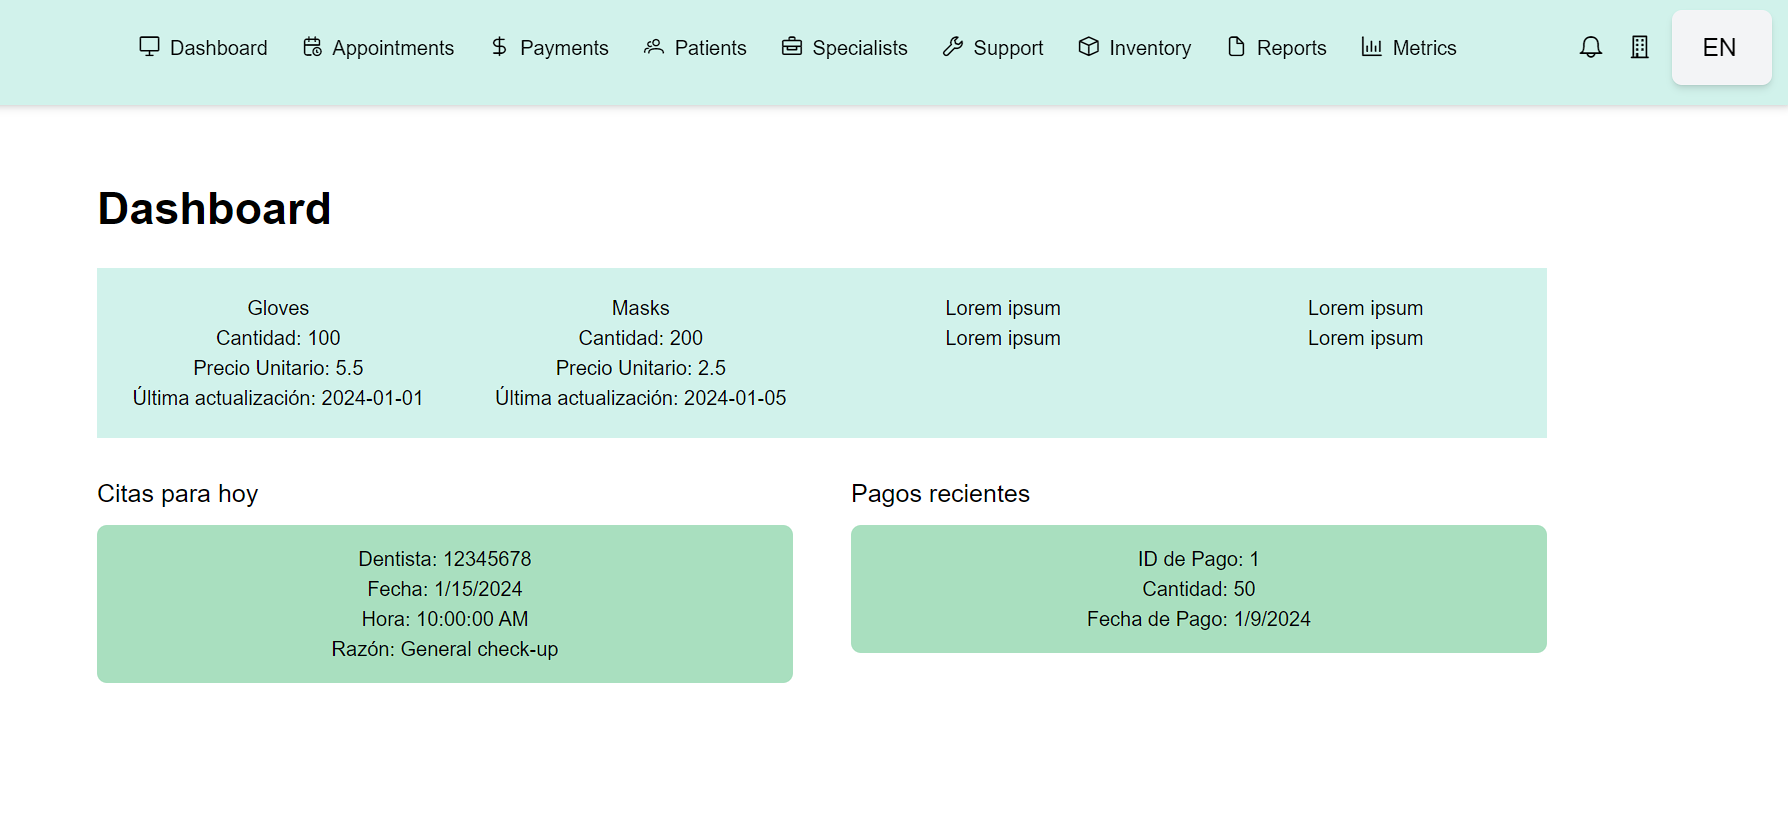 Dashboard Appointments Payments Patients Specialists Support Inventory Reports Metrics EN
Dashboard
Gloves
Cantidad: 100
Precio Unitario: 5.5
Última actualización: 2024-01-01
Masks
Cantidad: 200
Precio Unitario: 2.5
Última actualización: 2024-01-05
Lorem ipsum
Lorem ipsum
Lorem ipsum
Lorem ipsum
Citas para hoy
Dentista: 12345678
Fecha: 1/15/2024
Hora: 10:00:00 AM
Razón: General check-up
Pagos recientes
ID de Pago: 1
Cantidad: 50
Fecha de Pago: 1/9/2024